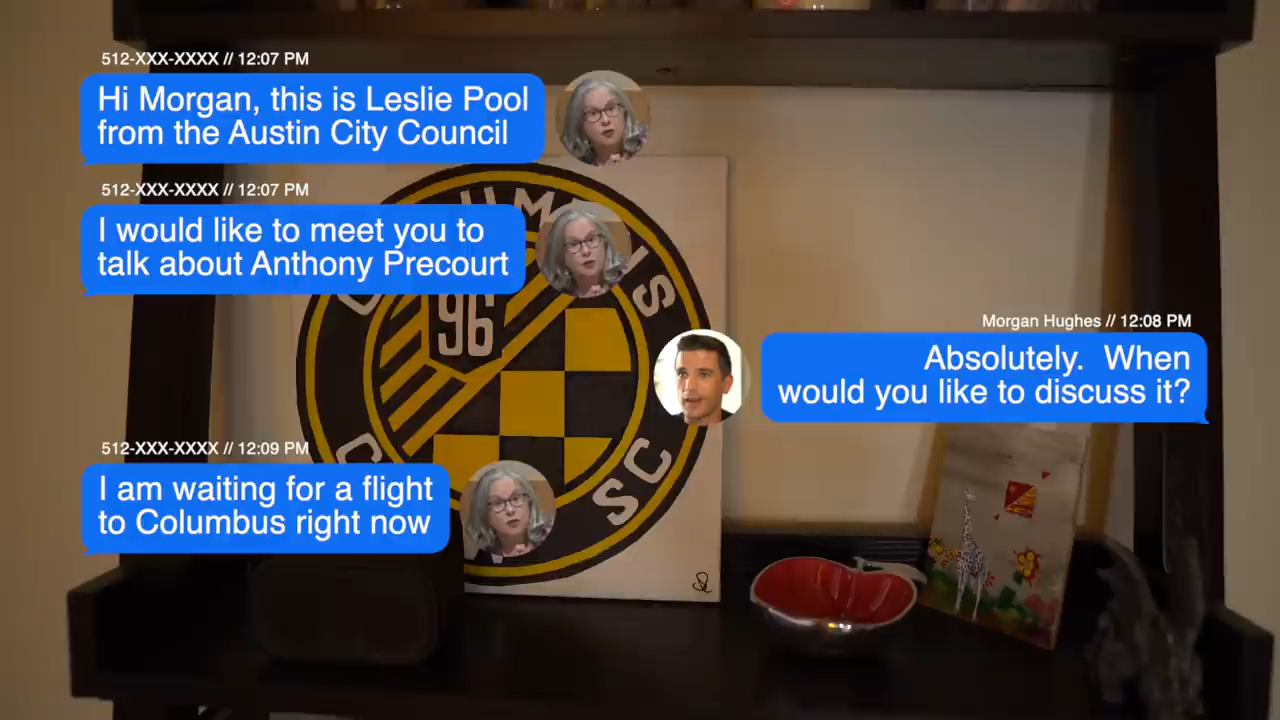 512-XXX-XXXX // 12:07 PM
Hi Morgan, this is Leslie Pool
from the Austin City Council
512-XXX-XXXX // 12:07 PM
I would like to meet you to
talk about Anthony Precourt
Morgan Hughes // 12:08 PM
Absolutely.  When
would you like to discuss it?
512-XXX-XXXX // 12:09 PM
I am waiting for a flight
to Columbus right now
96
SC